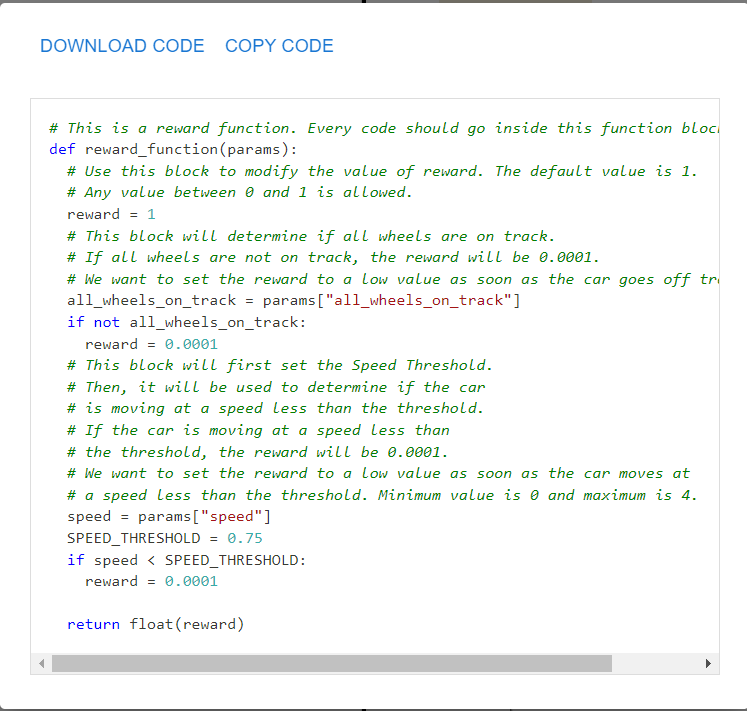 DOWNLOAD CODE COPY CODE
# This is a reward function. Every code should go inside this function
def reward_function(params):
  # Use this block to modify the value of reward. The default value is 1.
  # Any value between 0 and 1 is allowed.
  reward = 1
  # This block will determine if all wheels are on track.
  # If all wheels are not on track, the reward will be 0.0001.
  # We want to set the reward to a low value as soon as the car goes off
  all_wheels_on_track = params["all_wheels_on_track"]
  if not all_wheels_on_track:
    reward = 0.0001
  # This block will first set the Speed Threshold.
  # Then, it will be used to determine if the car
  # is moving at a speed less than the threshold.
  # If the car is moving at a speed less than
  # the threshold, the reward will be 0.0001.
  # We want to set the reward to a low value as soon as the car moves at
  # a speed less than the threshold. Minimum value is 0 and maximum is 4.
  speed = params["speed"]
  SPEED_THRESHOLD = 0.75
  if speed < SPEED_THRESHOLD:
    reward = 0.0001
  return float(reward)